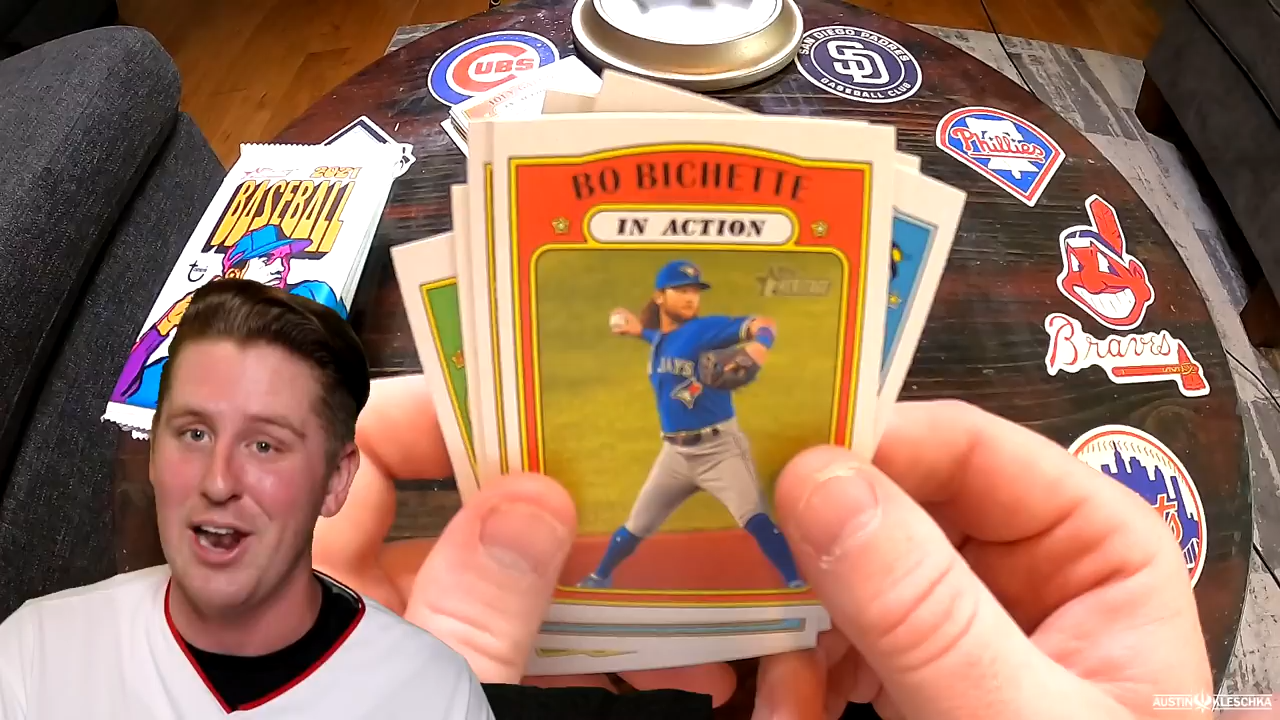 CUBS
SAN DIEGO PADRES
SD
BASEBALL CLUB
Phillies
2021
BASEBALL
BO BICHETTE
IN ACTION
Heritage
JAYS
Braves
Mets
AUSTIN KLESCHKA